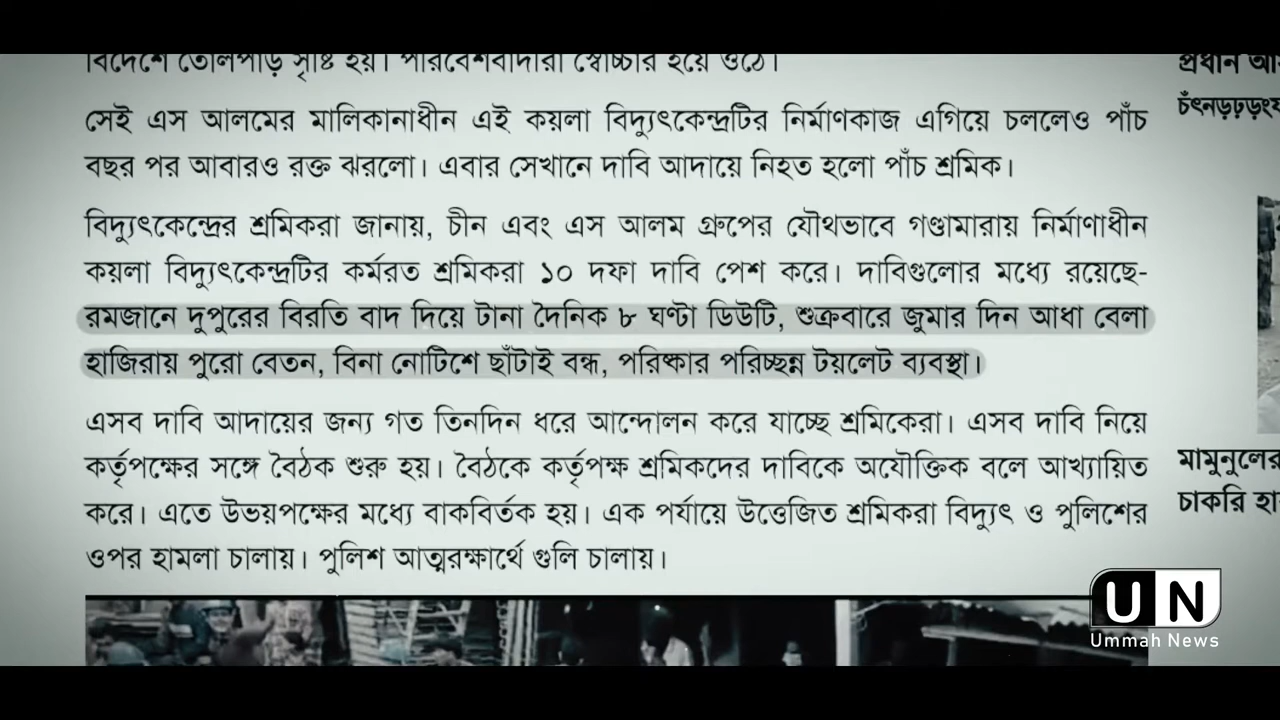 বিদেশে তোলপাড় সৃষ্টি হয়। পরিবেশবাদীরা স্বোচ্চার হয়ে ওঠে।
সেই এস আলমের মালিকানাধীন এই কয়লা বিদ্যুৎকেন্দ্রটির নির্মাণকাজ এগিয়ে চললেও পাঁচ
বছর পর আবারও রক্ত ঝরলো। এবার সেখানে দাবি আদায়ে নিহত হলো পাঁচ শ্রমিক।
বিদ্যুৎকেন্দ্রের শ্রমিকরা জানায়, চীন এবং এস আলম গ্রুপের যৌথভাবে গণ্ডামারায় নির্মাণাধীন
কয়লা বিদ্যুৎকেন্দ্রটির কর্মরত শ্রমিকরা ১০ দফা দাবি পেশ করে। দাবিগুলোর মধ্যে রয়েছে-
রমজানে দুপুরের বিরতি বাদ দিয়ে টানা দৈনিক ৮ ঘণ্টা ডিউটি, শুক্রবারে জুমার দিন আধা বেলা
হাজিরায় পুরো বেতন, বিনা নোটিশে ছাঁটাই বন্ধ, পরিষ্কার পরিচ্ছন্ন টয়লেট ব্যবস্থা।
এসব দাবি আদায়ের জন্য গত তিনদিন ধরে আন্দোলন করে যাচ্ছে শ্রমিকেরা। এসব দাবি নিয়ে
কর্তৃপক্ষের সঙ্গে বৈঠক শুরু হয়। বৈঠকে কর্তৃপক্ষ শ্রমিকদের দাবিকে অযৌক্তিক বলে আখ্যায়িত
করে। এতে উভয়পক্ষের মধ্যে বাকবির্তক হয়। এক পর্যায়ে উত্তেজিত শ্রমিকরা বিদ্যুৎ ও পুলিশের
ওপর হামলা চালায়। পুলিশ আত্মরক্ষার্থে গুলি চালায়।
প্রধান
মামুনুলের
চাকরি
UN
Ummah News